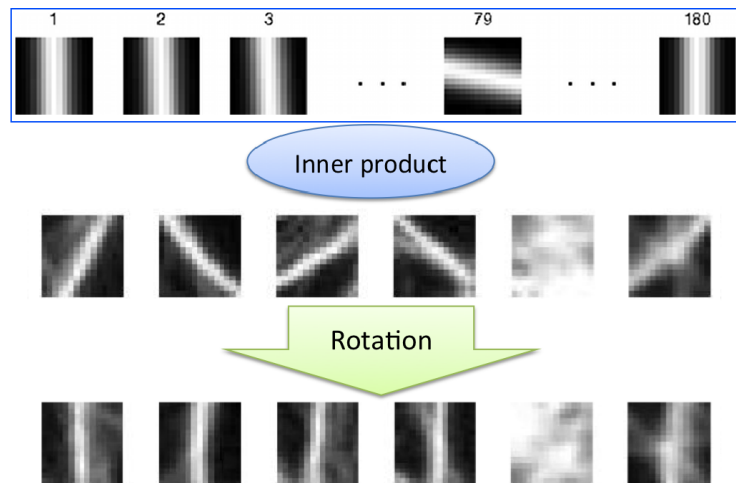 1 2 3 79 180
. . . . . .
Inner product
Rotation